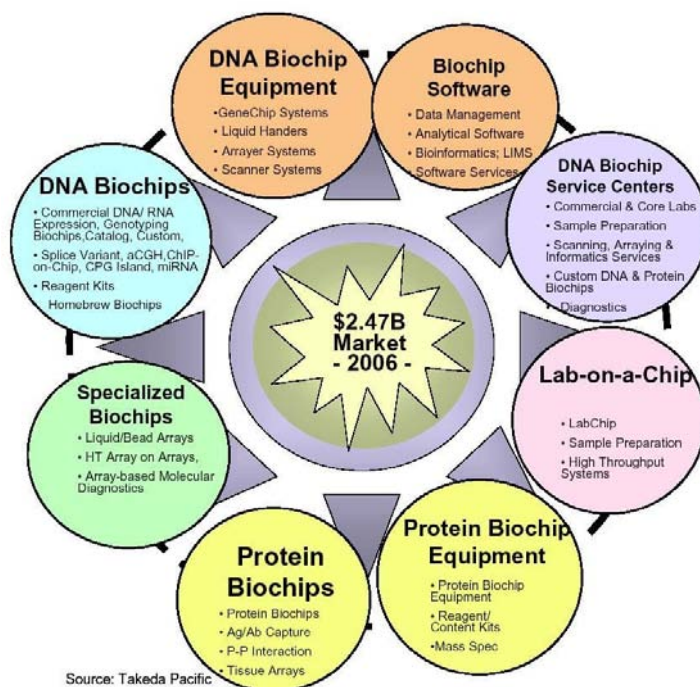 DNA Biochip
Equipment
•GeneChip Systems
• Liquid Handers
• Arrayer Systems
• Scanner Systems
Biochip
Software
• Data Management
• Analytical Software
• Bioinformatics; LIMS
•Software Services
DNA Biochip
Service Centers
• Commercial & Core Labs
• Sample Preparation
• Scanning, Arraying &
Informatics Services
• Custom DNA & Protein
Biochips
• Diagnostics
Lab-on-a-Chip
• LabChip
• Sample Preparation
• High Throughput
Systems
Protein Biochip
Equipment
• Protein Biochip
Equipment
• Reagent/
Content Kits
•Mass Spec
Protein
Biochips
• Protein Biochips
• Ag/Ab Capture
• P-P Interaction
• Tissue Arrays
Specialized
Biochips
• Liquid/Bead Arrays
• HT Array on Arrays,
• Array-based Molecular
Diagnostics
DNA Biochips
• Commercial DNA/ RNA
Expression, Genotyping
Biochips,Catalog, Custom,
• Splice Variant, aCGH,ChIP-
on-Chip, CPG Island, miRNA
• Reagent Kits
Homebrew Biochips
$2.47B
Market
- 2006 -
Source: Takeda Pacific